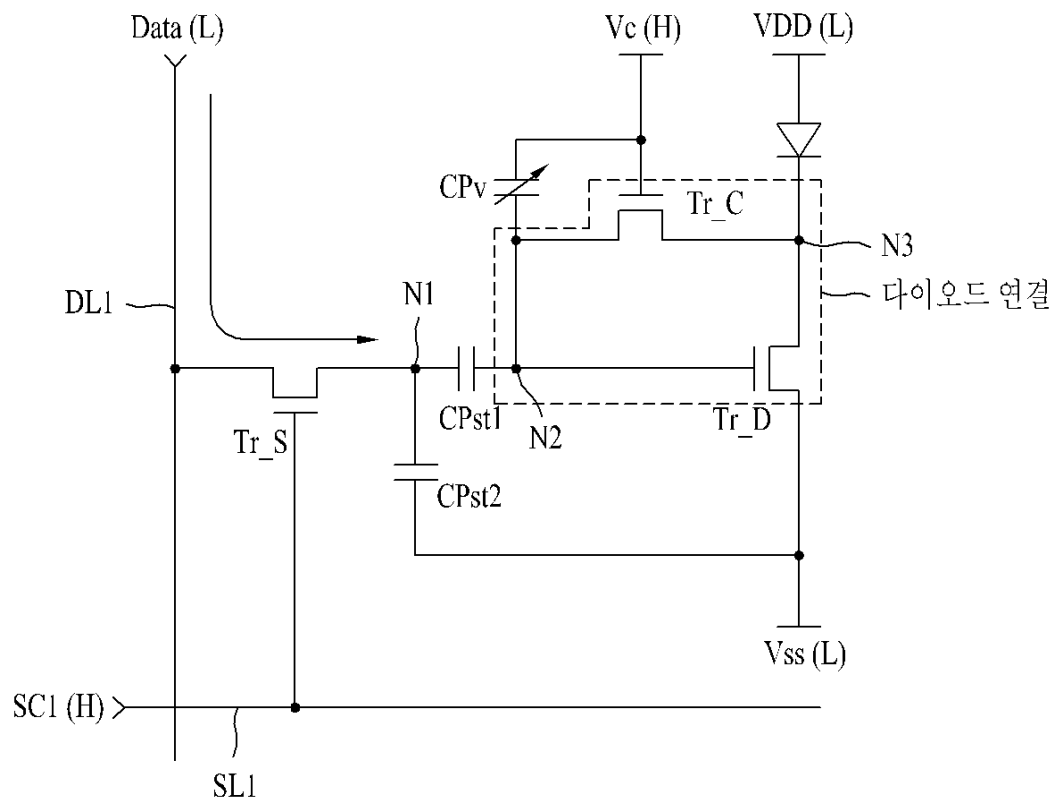 Data (L)
Vc (H)
VDD (L)
CPv
Tr_C
N3
DL1
N1
다이오드 연결
CPst1
N2
Tr_D
Tr_S
CPst2
Vss (L)
SC1 (H)
SL1